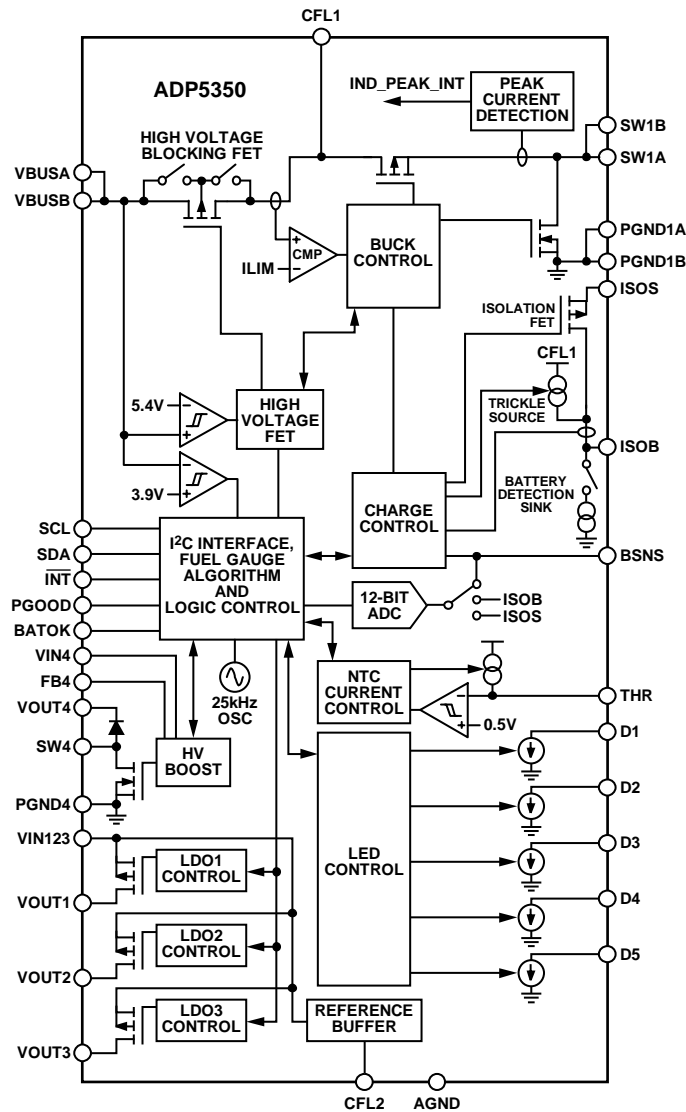 CFL1
ADP5350
IND_PEAK_INT
PEAK
CURRENT
DETECTION
HIGH VOLTAGE
BLOCKING FET
VBUSA
VBUSB
SW1B
SW1A
PGND1A
PGND1B
ISOS
+
CMP
–
ILIM
BUCK
CONTROL
ISOLATION
FET
CFL1
TRICKLE
SOURCE
5.4V
–
+
HIGH
VOLTAGE
FET
–
+
3.9V
ISOB
BATTERY
DETECTION
SINK
CHARGE
CONTROL
BSNS
SCL
SDA
INT
PGOOD
BATOK
VIN4
FB4
VOUT4
SW4
PGND4
VIN123
VOUT1
VOUT2
VOUT3
I2C INTERFACE,
FUEL GAUGE
ALGORITHM
AND
LOGIC CONTROL
12-BIT
ADC
ISOB
ISOS
25kHz
OSC
NTC
CURRENT
CONTROL
–
+
0.5V
THR
HV
BOOST
LDO1
CONTROL
LDO2
CONTROL
LDO3
CONTROL
LED
CONTROL
D1
D2
D3
D4
D5
REFERENCE
BUFFER
CFL2
AGND